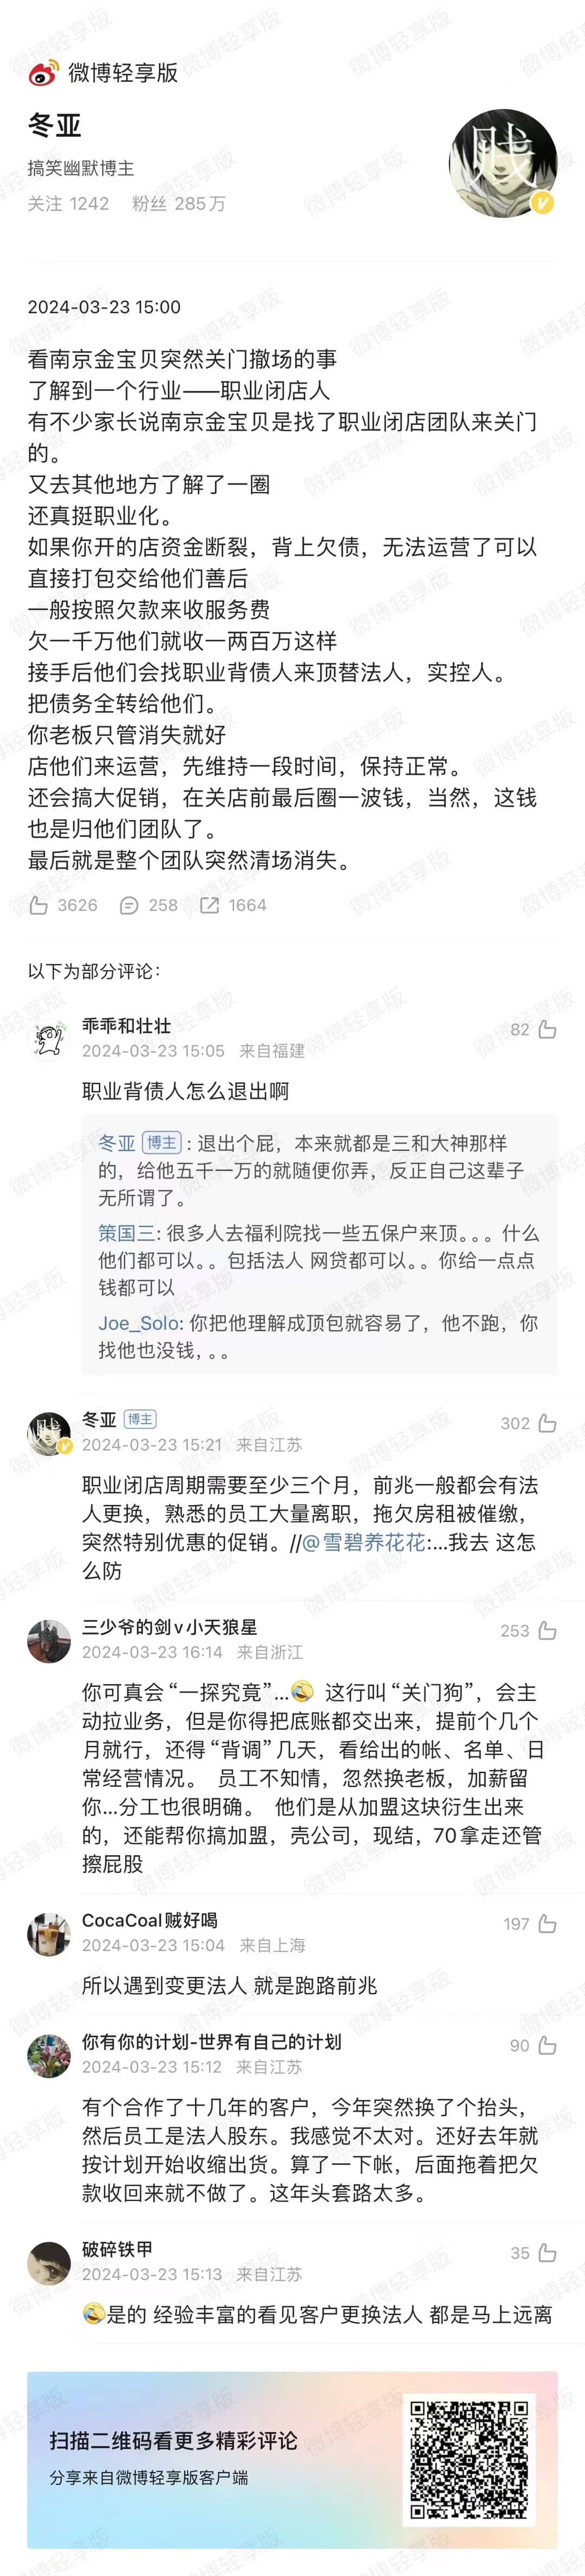 微博轻享版
冬亚
搞笑幽默博主
关注 1242 粉丝 285万
贱
2024-03-23 15:00
看南京金宝贝突然关门撤场的事
了解到一个行业——职业闭店人
有不少家长说南京金宝贝是找了职业闭店团队来关门
的。
又去其他地方了解了一圈
还真挺职业化。
如果你开的店资金断裂，背上欠债，无法运营了可以
直接打包交给他们善后
一般按照欠款来收服务费
欠一千万他们就收一两百万这样
接手后他们会找职业背债人来顶替法人，实控人。
把债务全转给他们。
你老板只管消失就好
店他们来运营，先维持一段时间，保持正常。
还会搞大促销，在关店前最后圈一波钱，当然，这钱
也是归他们团队了。
最后就是整个团队突然清场消失。
3626 258 1664
以下为部分评论：
乖乖和壮壮
82
2024-03-23 15:05 来自福建
职业背债人怎么退出啊
冬亚 博主：退出个屁，本来就都是三和大神那样
的，给他五千一万的就随便你弄，反正自己这辈子
无所谓了。
策国三: 很多人去福利院找一些五保户来顶。。。什么
他们都可以。。包括法人 网贷都可以。。你给一点点
钱都可以
Joe_Solo: 你把他理解成顶包就容易了，他不跑，你
找他也没钱，。。
冬亚 博主
302
2024-03-23 15:21 来自江苏
职业闭店周期需要至少三个月，前兆一般都会有法
人更换，熟悉的员工大量离职，拖欠房租被催缴，
突然特别优惠的促销。//@雪碧养花花:...我去 这怎
么防
三少爷的剑v小天狼星
253
2024-03-23 16:14 来自浙江
你可真会“一探究竟”...🤣 这行叫“关门狗”，会主
动拉业务，但是你得把底账都交出来，提前个几个
月就行，还得“背调”几天，看给出的帐、名单、日
常经营情况。 员工不知情，忽然换老板，加薪留
你...分工也很明确。 他们是从加盟这块衍生出来
的，还能帮你搞加盟，壳公司，现结，70拿走还管
擦屁股
CocaCoal贼好喝
197
2024-03-23 15:04 来自上海
所以遇到变更法人 就是跑路前兆
你有你的计划-世界有自己的计划
90
2024-03-23 15:12 来自江苏
有个合作了十几年的客户，今年突然换了个抬头，
然后员工是法人股东。我感觉不太对。还好去年就
按计划开始收缩出货。算了一下帐，后面拖着把欠
款收回来就不做了。这年头套路太多。
破碎铁甲
35
2024-03-23 15:13 来自江苏
🤣是的 经验丰富的看见客户更换法人 都是马上远离
扫描二维码看更多精彩评论
分享来自微博轻享版客户端